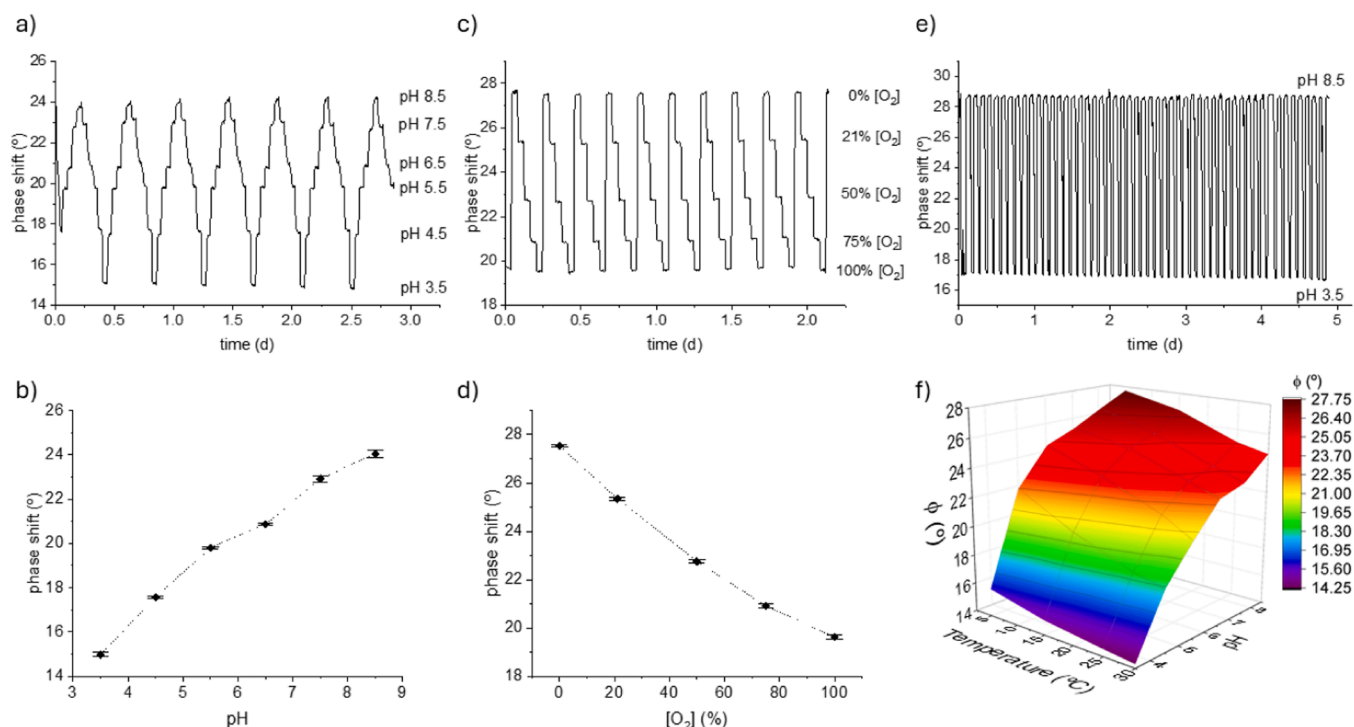 a)
26
24
22
20
18
16
14
phase shift (º)
0.0 0.5 1.0 1.5 2.0 2.5 3.0
time (d)
pH 8.5
pH 7.5
pH 6.5
pH 5.5
pH 4.5
pH 3.5
c)
28
26
24
22
20
18
phase shift (º)
0.0 0.5 1.0 1.5 2.0
time (d)
0% [O₂]
21% [O₂]
50% [O₂]
75% [O₂]
100% [O₂]
e)
30
28
26
24
22
20
18
16
phase shift (º)
0 1 2 3 4 5
time (d)
pH 8.5
pH 3.5
b)
26
24
22
20
18
16
14
phase shift (º)
3 4 5 6 7 8 9
pH
d)
28
26
24
22
20
18
phase shift (º)
0 20 40 60 80 100
[O₂] (%)
f)
28
26
24
22
20
18
16
14
ϕ (º)
5 10 15 20 25 30
Temperature (ºC)
4 5 6 7 8
pH
ϕ (º)
27.75
26.40
25.05
23.70
22.35
21.00
19.65
18.30
16.95
15.60
14.25